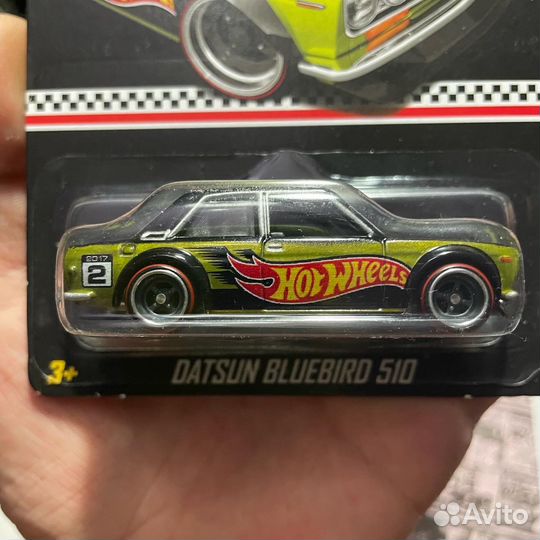 2017
2
HOT WHEELS
DATSUN BLUEBIRD 510
3+
Avito